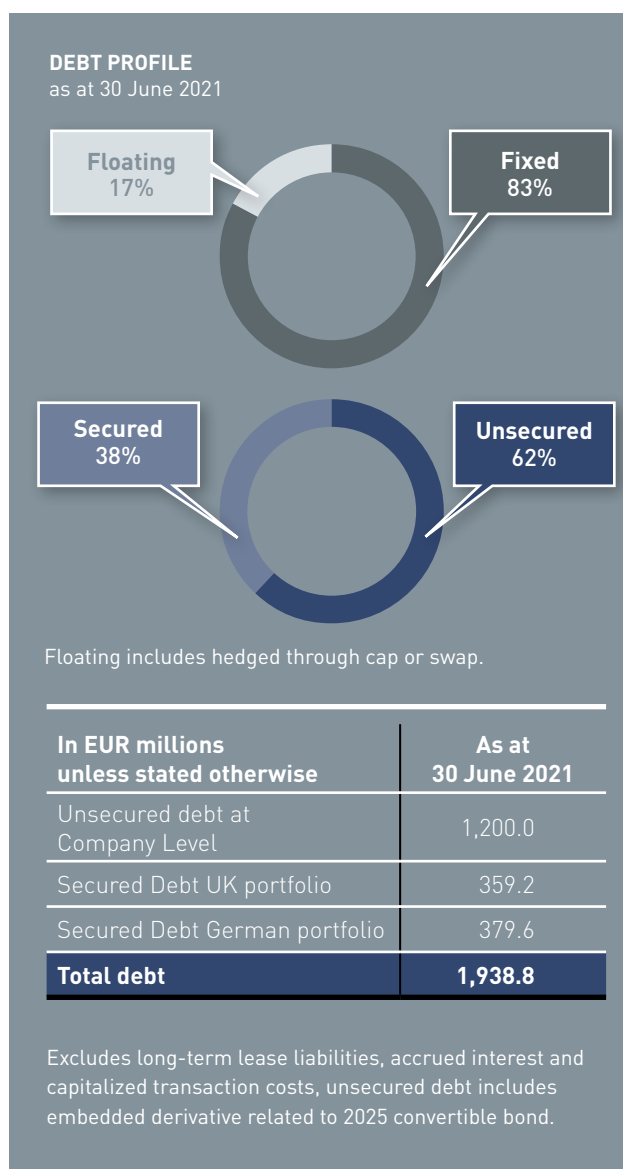 DEBT PROFILE
as at 30 June 2021
Floating
17%
Fixed
83%
Secured
38%
Unsecured
62%
Floating includes hedged through cap or swap.
In EUR millions
unless stated otherwise
As at
30 June 2021
Unsecured debt at
Company Level
1,200.0
Secured Debt UK portfolio
359.2
Secured Debt German portfolio
379.6
Total debt
1,938.8
Excludes long-term lease liabilities, accrued interest and
capitalized transaction costs, unsecured debt includes
embedded derivative related to 2025 convertible bond.